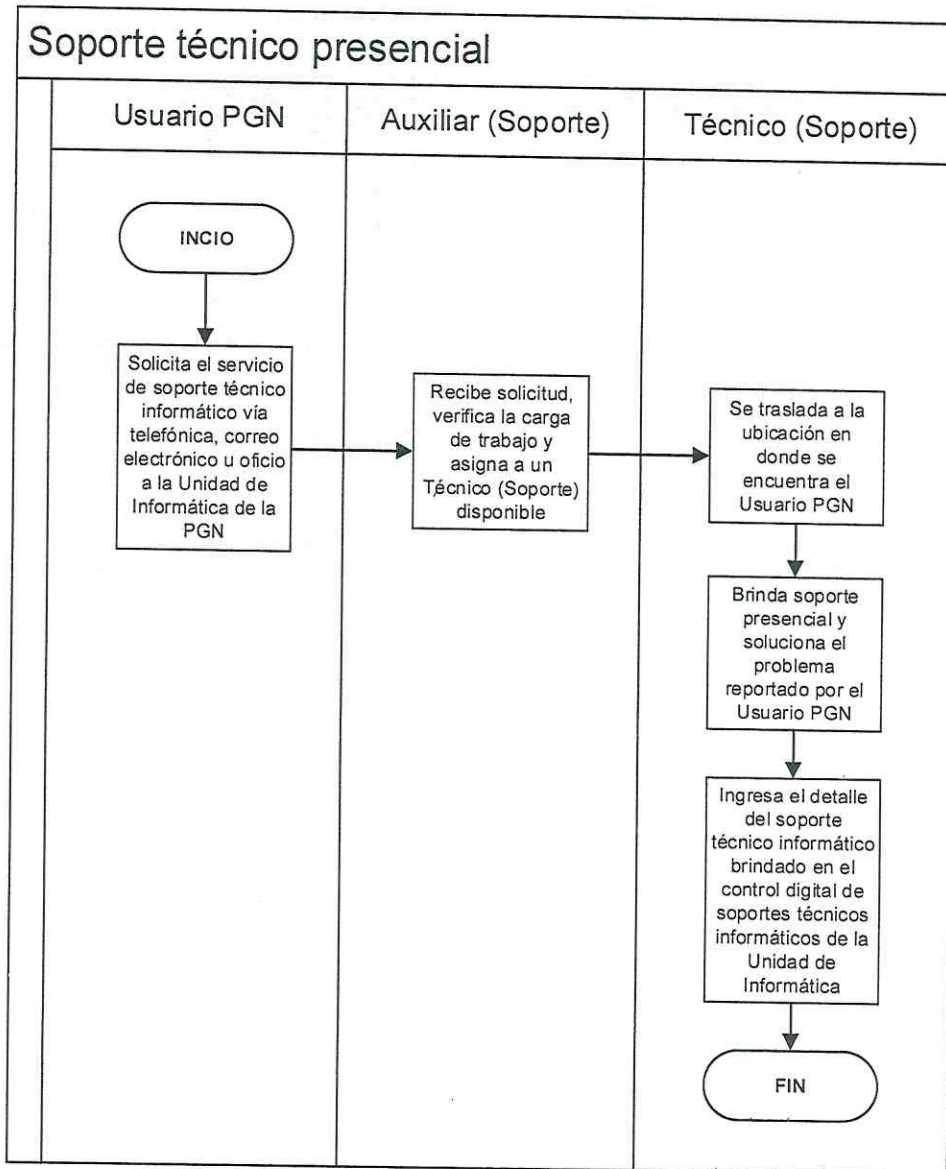 Soporte técnico presencial
Usuario PGN
Auxiliar (Soporte)
Técnico (Soporte)
INCIO
Solicita el servicio
de soporte técnico
informático vía
telefónica, correo
electrónico u oficio
a la Unidad de
Informática de la
PGN
Recibe solicitud,
verifica la carga
de trabajo y
asigna a un
Técnico (Soporte)
disponible
Se traslada a la
ubicación en
donde se
encuentra el
Usuario PGN
Brinda soporte
presencial y
soluciona el
problema
reportado por el
Usuario PGN
Ingresa el detalle
del soporte
técnico informático
brindado en el
control digital de
soportes técnicos
informáticos de la
Unidad de
Informática
FIN